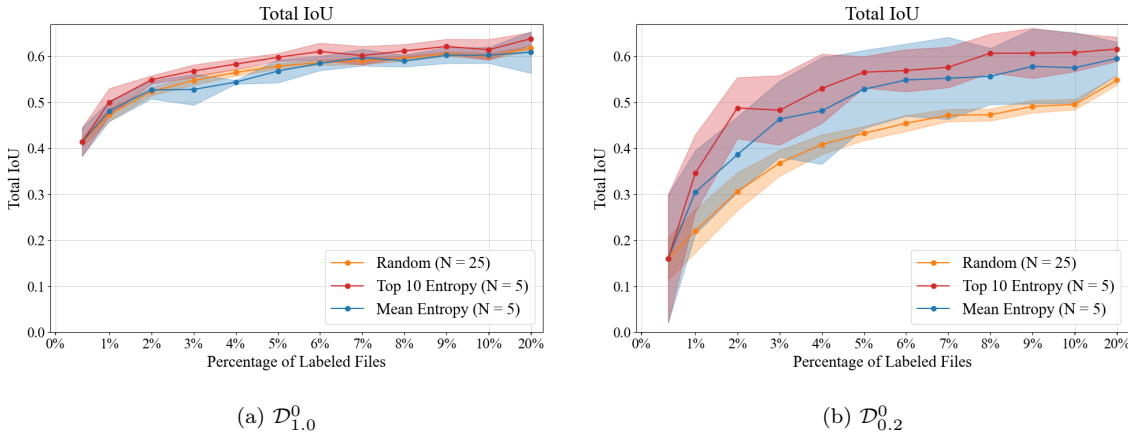 Total IoU
Total IoU
0.6
0.5
0.4
0.3
0.2
0.1
0.0
Random (N = 25)
Top 10 Entropy (N = 5)
Mean Entropy (N = 5)
0% 1% 2% 3% 4% 5% 6% 7% 8% 9% 10% 20%
Percentage of Labeled Files
(a) 𝒟⁰₁.₀
Total IoU
Total IoU
0.6
0.5
0.4
0.3
0.2
0.1
0.0
Random (N = 25)
Top 10 Entropy (N = 5)
Mean Entropy (N = 5)
0% 1% 2% 3% 4% 5% 6% 7% 8% 9% 10% 20%
Percentage of Labeled Files
(b) 𝒟⁰₀.₂